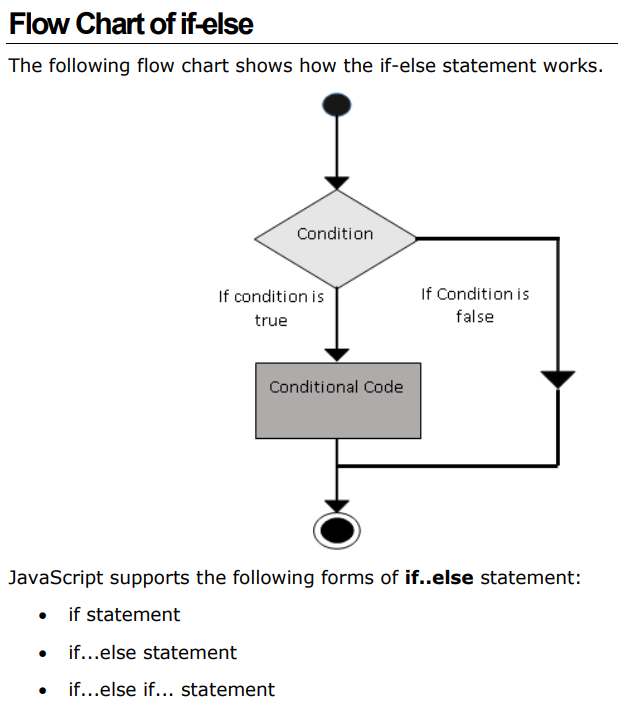 Flow Chart of if-else
The following flow chart shows how the if-else statement works.
Condition
If condition is
true
If Condition is
false
Conditional Code
JavaScript supports the following forms of if..else statement:
• if statement
• if...else statement
• if...else if... statement